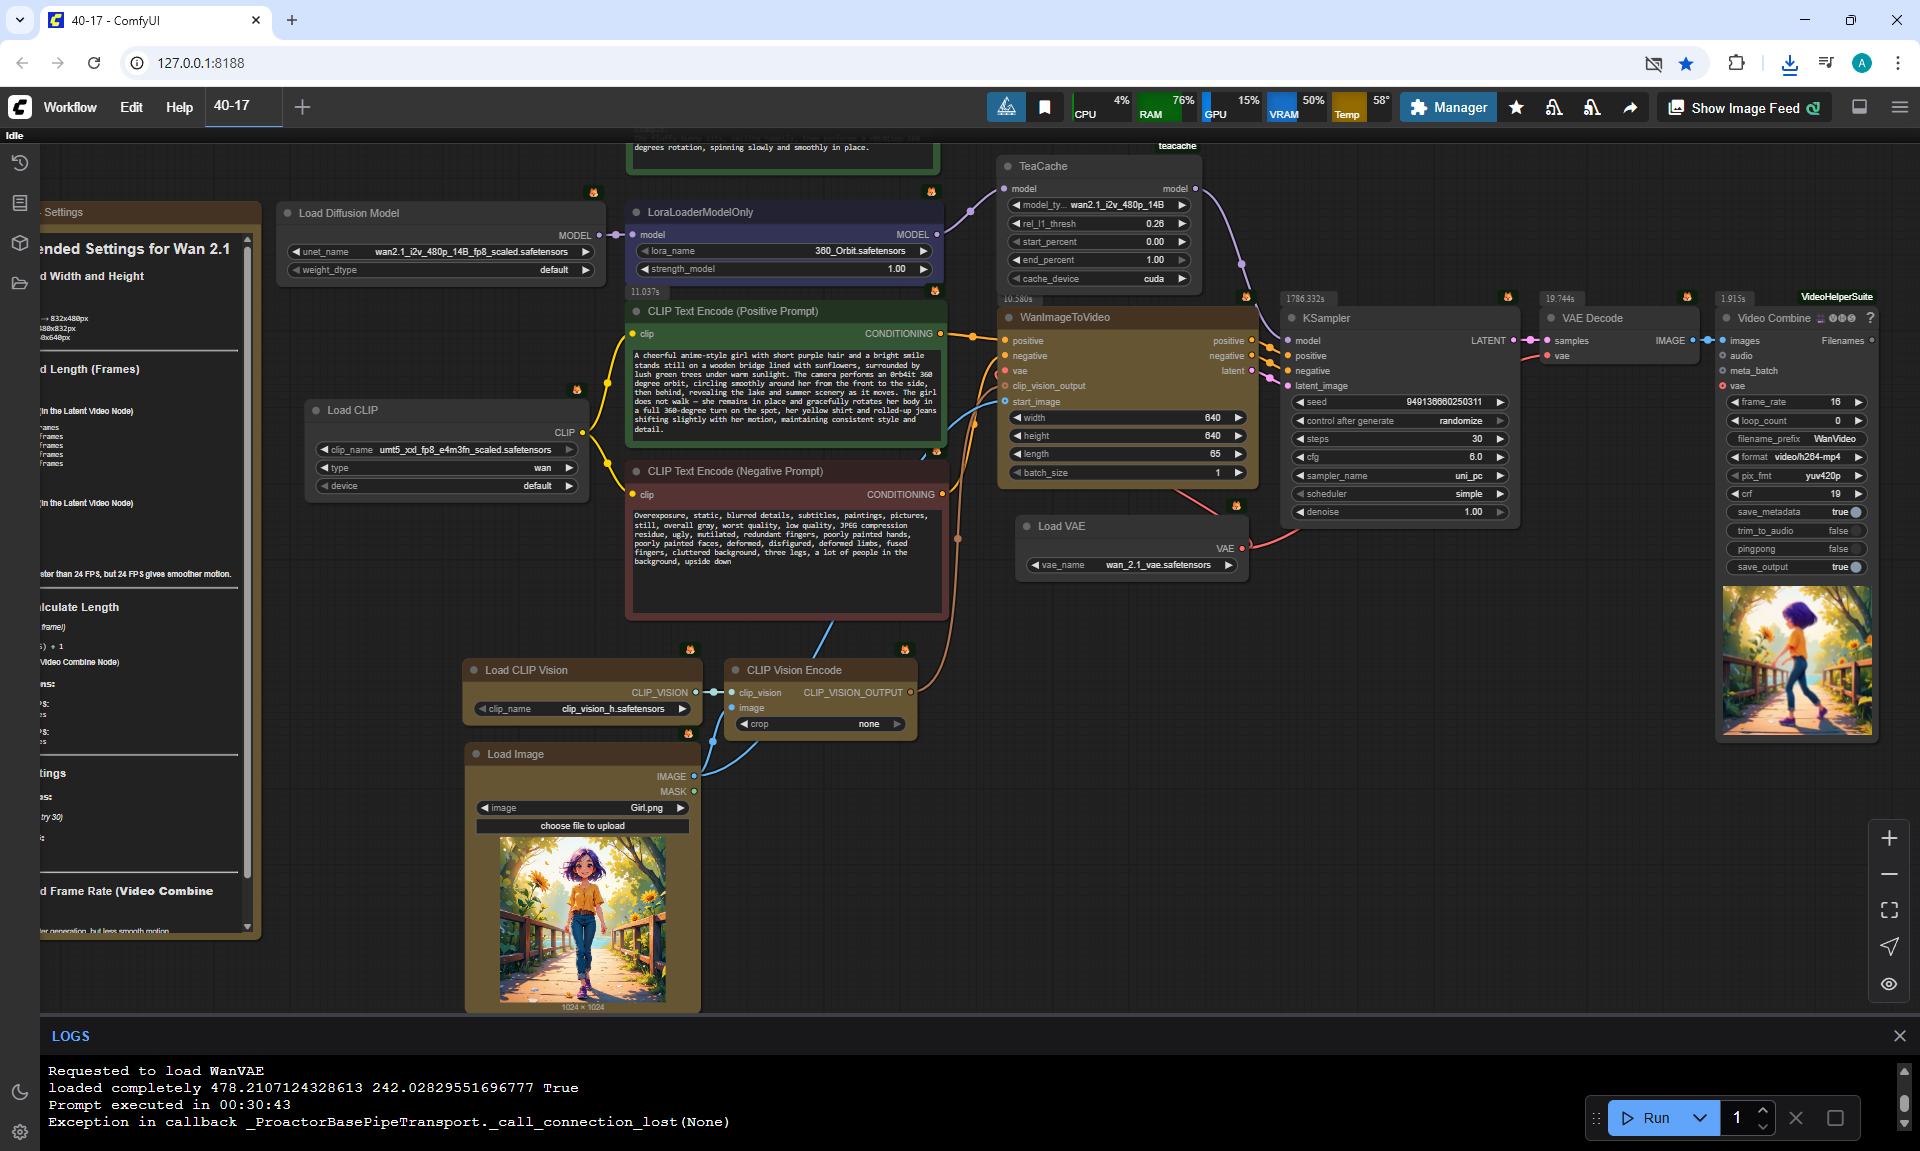 40-17 - ComfyUI
127.0.0.1:8188
A
Workflow
Edit
Help
40-17
CPU 4%
RAM 76%
GPU 15%
VRAM 50%
Temp 58°
Manager
Show Image Feed
Idle
degrees rotation, spinning slowly and smoothly in place.
Settings
ended Settings for Wan 2.1
d Width and Height
→ 832x480px
480x832px
d Length (Frames)
(in the Latent Video Node)
frames
frames
frames
(in the Latent Video Node)
ster than 24 FPS, but 24 FPS gives smoother motion.
lculate Length
frame!)
) + 1
Video Combine Node)
ns:
tings
try 30)
d Frame Rate (Video Combine
er generation, but less smooth motion
Load Diffusion Model
MODEL
unet_name wan2.1_i2v_480p_14B_fp8_scaled.safetensors
weight_dtype default
LoraLoaderModelOnly
model MODEL
lora_name 360_Orbit.safetensors
strength_model 1.00
teacache
TeaCache
model model
model_ty... wan2.1_i2v_480p_14B
rel_l1_thresh 0.26
start_percent 0.00
end_percent 1.00
cache_device cuda
11.037s
CLIP Text Encode (Positive Prompt)
clip CONDITIONING
A cheerful anime-style girl with short purple hair and a bright smile
stands still on a wooden bridge lined with sunflowers, surrounded by
lush green trees under warm sunlight. The camera performs an 0rb4it 360
degree orbit, circling smoothly around her from the front to the side,
then behind, revealing the lake and summer scenery as it moves. The girl
does not walk — she remains in place and gracefully rotates her body in
a full 360-degree turn on the spot, her yellow shirt and rolled-up jeans
shifting slightly with her motion, maintaining consistent style and
detail.
Load CLIP
CLIP
clip_name umt5_xxl_fp8_e4m3fn_scaled.safetensors
type wan
device default
CLIP Text Encode (Negative Prompt)
clip CONDITIONING
Overexposure, static, blurred details, subtitles, paintings, pictures,
still, overall gray, worst quality, low quality, JPEG compression
residue, ugly, mutilated, redundant fingers, poorly painted hands,
poorly painted faces, deformed, disfigured, deformed limbs, fused
fingers, cluttered background, three legs, a lot of people in the
background, upside down
10.580s
WanImageToVideo
positive positive
negative negative
vae latent
clip_vision_output
start_image
width 640
height 640
length 65
batch_size 1
Load VAE
VAE
vae_name wan_2.1_vae.safetensors
1786.332s
KSampler
model LATENT
positive
negative
latent_image
seed 949136660250311
control after generate randomize
steps 30
cfg 6.0
sampler_name uni_pc
scheduler simple
denoise 1.00
19.744s
VAE Decode
samples IMAGE
vae
1.915s
VideoHelperSuite
Video Combine ?
images Filenames
audio
meta_batch
vae
frame_rate 16
loop_count 0
filename_prefix WanVideo
format video/h264-mp4
pix_fmt yuv420p
crf 19
save_metadata true
trim_to_audio false
pingpong false
save_output true
Load CLIP Vision
CLIP_VISION
clip_name clip_vision_h.safetensors
CLIP Vision Encode
clip_vision CLIP_VISION_OUTPUT
image
crop none
Load Image
IMAGE
MASK
image Girl.png
choose file to upload
1024 × 1024
LOGS
Requested to load WanVAE
loaded completely 478.2107124328613 242.02829551696777 True
Prompt executed in 00:30:43
Exception in callback _ProactorBasePipeTransport._call_connection_lost(None)
Run
1